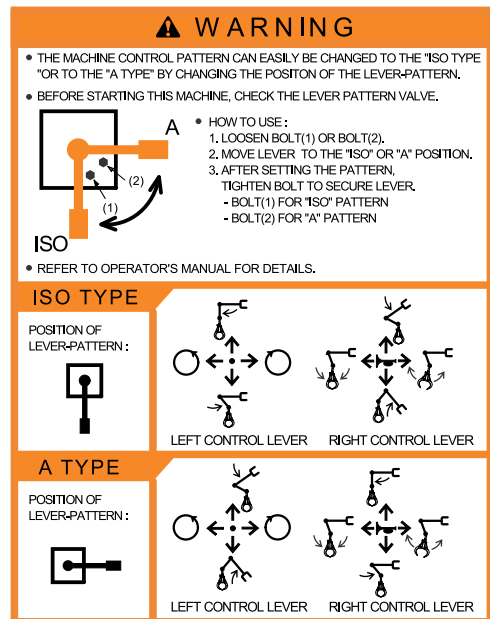 WARNING
• THE MACHINE CONTROL PATTERN CAN EASILY BE CHANGED TO THE "ISO TYPE
"OR TO THE "A TYPE" BY CHANGING THE POSITON OF THE LEVER-PATTERN.
• BEFORE STARTING THIS MACHINE, CHECK THE LEVER PATTERN VALVE.
A
(2)
(1)
ISO
• HOW TO USE :
1. LOOSEN BOLT(1) OR BOLT(2).
2. MOVE LEVER TO THE "ISO" OR "A" POSITION.
3. AFTER SETTING THE PATTERN,
TIGHTEN BOLT TO SECURE LEVER.
- BOLT(1) FOR "ISO" PATTERN
- BOLT(2) FOR "A" PATTERN
• REFER TO OPERATOR'S MANUAL FOR DETAILS.
ISO TYPE
POSITION OF
LEVER-PATTERN :
LEFT CONTROL LEVER
RIGHT CONTROL LEVER
A TYPE
POSITION OF
LEVER-PATTERN :
LEFT CONTROL LEVER
RIGHT CONTROL LEVER